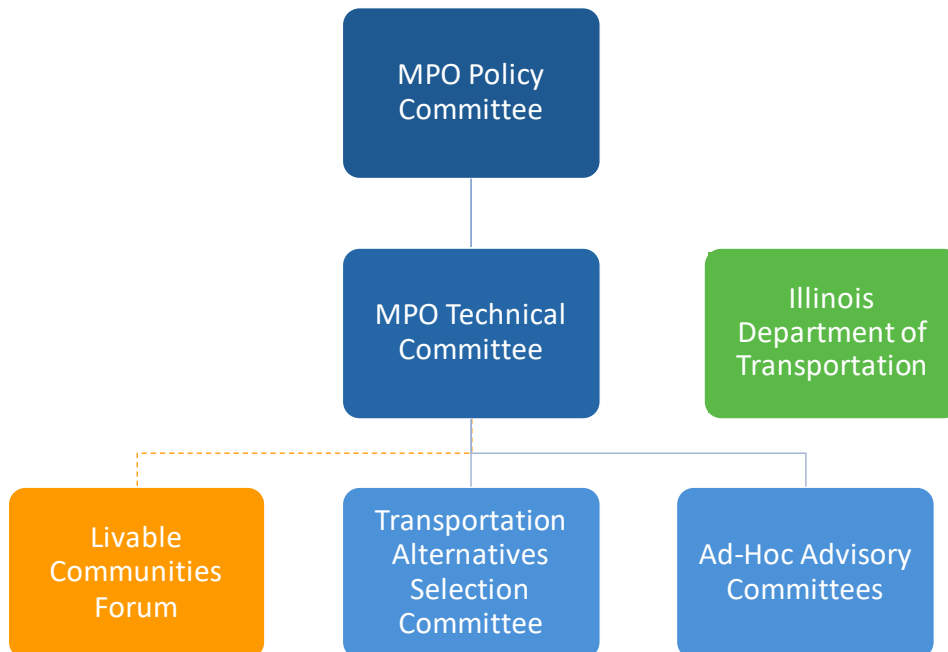 MPO Policy
Committee
MPO Technical
Committee
Illinois
Department of
Transportation
Livable
Communities
Forum
Transportation
Alternatives
Selection
Committee
Ad-Hoc Advisory
Committees